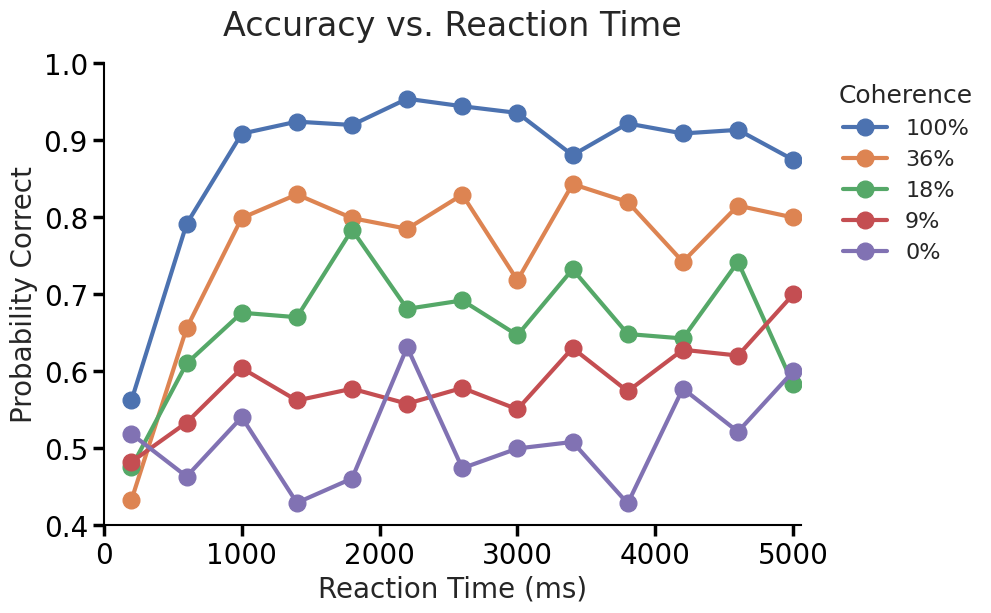 Accuracy vs. Reaction Time
Probability Correct
1.0
0.9
0.8
0.7
0.6
0.5
0.4
0 1000 2000 3000 4000 5000
Reaction Time (ms)
Coherence
100%
36%
18%
9%
0%